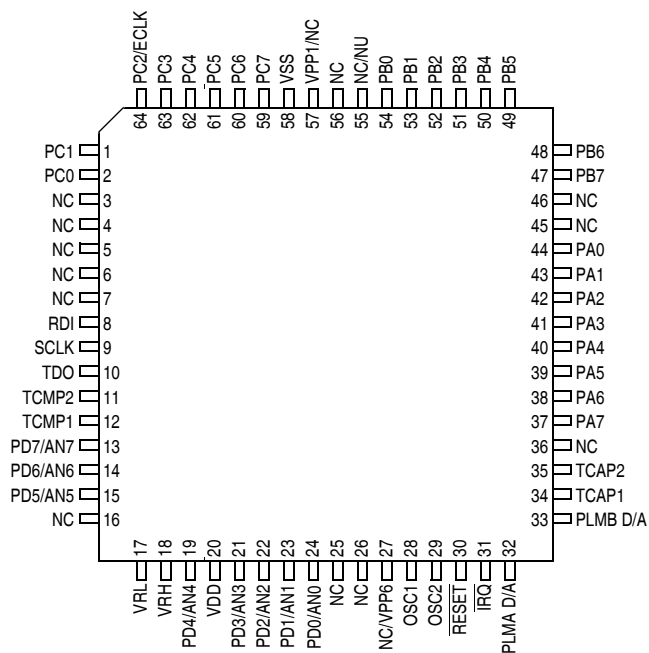 PC2/ECLK
PC3
PC4
PC5
PC6
PC7
VSS
VPP1/NC
NC
NC/NU
PB0
PB1
PB2
PB3
PB4
PB5
64
63
62
61
60
59
58
57
56
55
54
53
52
51
50
49
PC1 1
PC0 2
NC 3
NC 4
NC 5
NC 6
NC 7
RDI 8
SCLK 9
TDO 10
TCMP2 11
TCMP1 12
PD7/AN7 13
PD6/AN6 14
PD5/AN5 15
NC 16
48 PB6
47 PB7
46 NC
45 NC
44 PA0
43 PA1
42 PA2
41 PA3
40 PA4
39 PA5
38 PA6
37 PA7
36 NC
35 TCAP2
34 TCAP1
33 PLMB D/A
17
18
19
20
21
22
23
24
25
26
27
28
29
30
31
32
VRL
VRH
PD4/AN4
VDD
PD3/AN3
PD2/AN2
PD1/AN1
PD0/AN0
NC
NC
NC/VPP6
OSC1
OSC2
RESET
IRQ
PLMA D/A